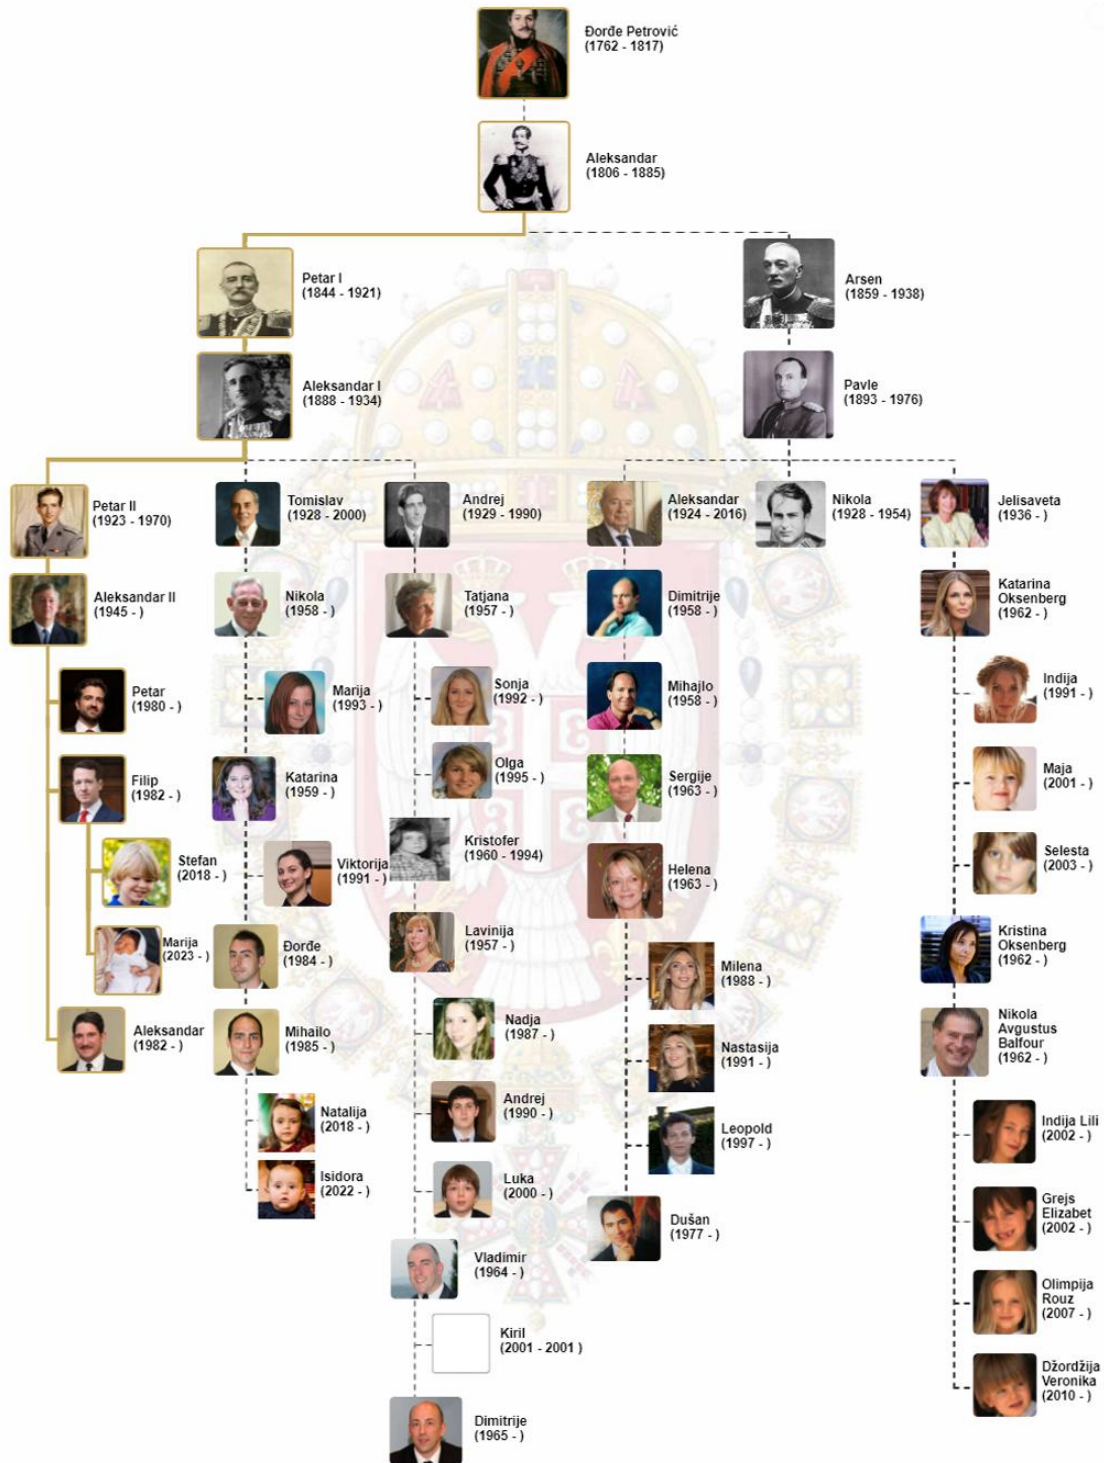 Đorđe Petrović
(1762 - 1817)
Aleksandar
(1806 - 1885)
Petar I
(1844 - 1921)
Arsen
(1859 - 1938)
Aleksandar I
(1888 - 1934)
Pavle
(1893 - 1976)
Petar II
(1923 - 1970)
Tomislav
(1928 - 2000)
Andrej
(1929 - 1990)
Aleksandar
(1924 - 2016)
Nikola
(1928 - 1954)
Jelisaveta
(1936 - )
Aleksandar II
(1945 - )
Nikola
(1958 - )
Tatjana
(1957 - )
Dimitrije
(1958 - )
Katarina
Oksenberg
(1962 - )
Petar
(1980 - )
Marija
(1993 - )
Sonja
(1992 - )
Mihajlo
(1958 - )
Indija
(1991 - )
Filip
(1982 - )
Katarina
(1959 - )
Olga
(1995 - )
Sergije
(1963 - )
Maja
(2001 - )
Stefan
(2018 - )
Viktorija
(1991 - )
Kristofer
(1960 - 1994)
Helena
(1963 - )
Selesta
(2003 - )
Marija
(2023 - )
Đorđe
(1984 - )
Lavinija
(1957 - )
Milena
(1988 - )
Kristina
Oksenberg
(1962 - )
Aleksandar
(1982 - )
Mihailo
(1985 - )
Nadja
(1987 - )
Nastasija
(1991 - )
Nikola
Avgustus
Balfour
(1962 - )
Natalija
(2018 - )
Andrej
(1990 - )
Leopold
(1997 - )
Indija Lili
(2002 - )
Isidora
(2022 - )
Luka
(2000 - )
Dušan
(1977 - )
Grejs
Elizabet
(2002 - )
Vladimir
(1964 - )
Olimpija
Rouz
(2007 - )
Kiril
(2001 - 2001 )
Džordžija
Veronika
(2010 - )
Dimitrije
(1965 - )